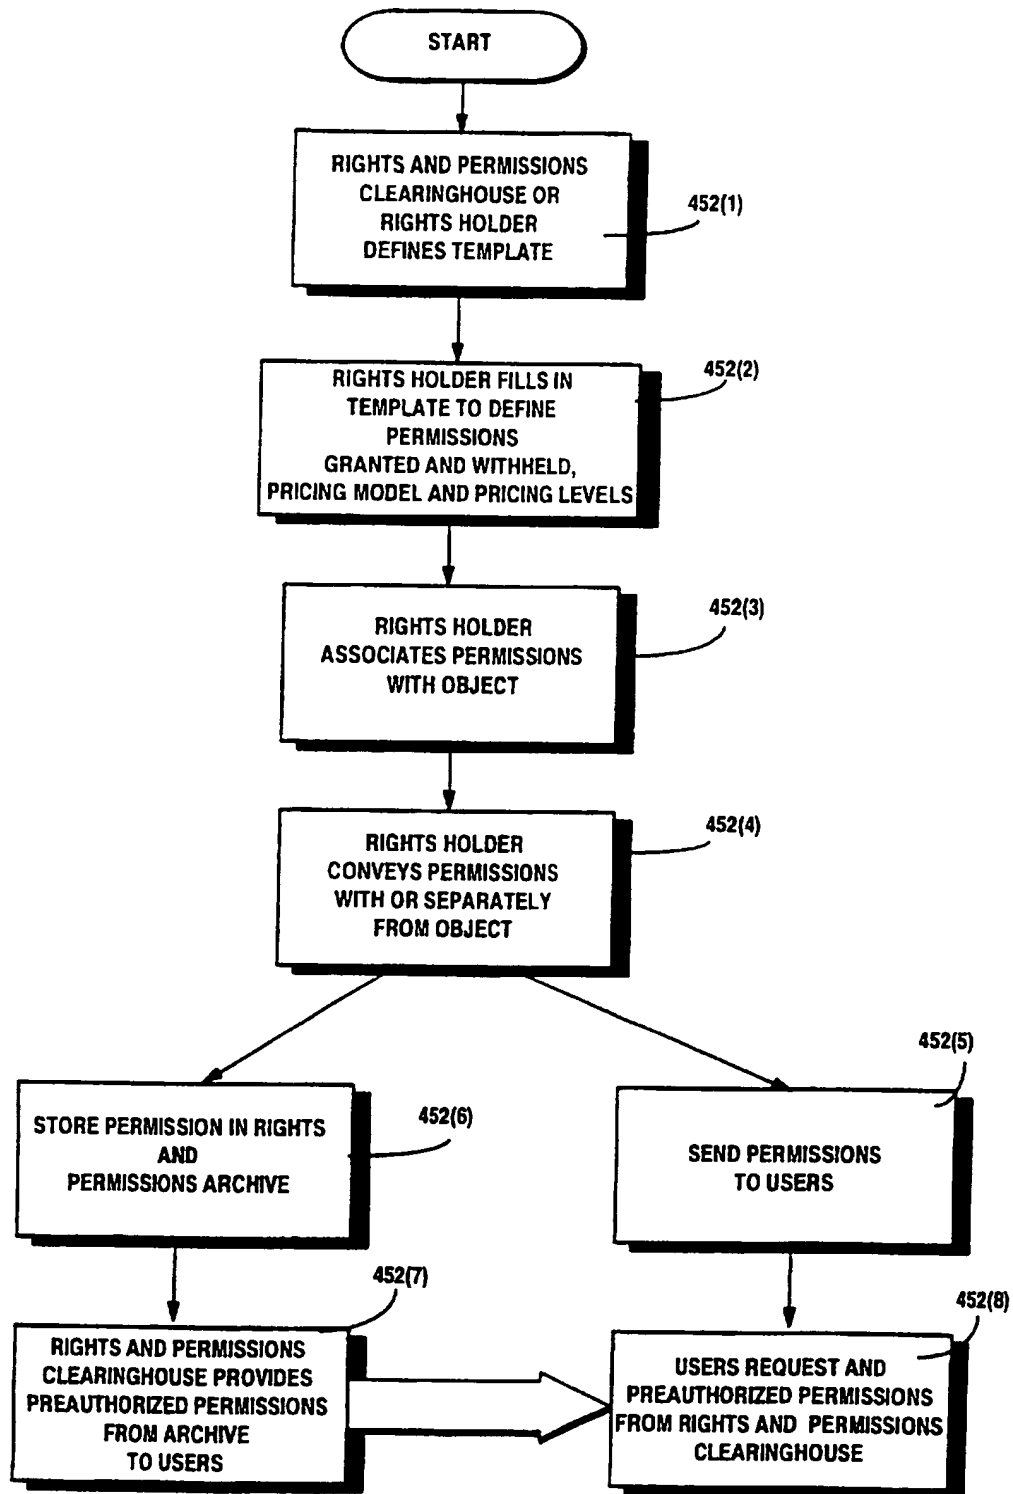 START
RIGHTS AND PERMISSIONS
CLEARINGHOUSE OR
RIGHTS HOLDER
DEFINES TEMPLATE
452(1)
RIGHTS HOLDER FILLS IN
TEMPLATE TO DEFINE
PERMISSIONS
GRANTED AND WITHHELD,
PRICING MODEL AND PRICING LEVELS
452(2)
RIGHTS HOLDER
ASSOCIATES PERMISSIONS
WITH OBJECT
452(3)
RIGHTS HOLDER
CONVEYS PERMISSIONS
WITH OR SEPARATELY
FROM OBJECT
452(4)
STORE PERMISSION IN RIGHTS
AND
PERMISSIONS ARCHIVE
452(6)
SEND PERMISSIONS
TO USERS
452(5)
RIGHTS AND PERMISSIONS
CLEARINGHOUSE PROVIDES
PREAUTHORIZED PERMISSIONS
FROM ARCHIVE
TO USERS
452(7)
USERS REQUEST AND
PREAUTHORIZED PERMISSIONS
FROM RIGHTS AND PERMISSIONS
CLEARINGHOUSE
452(8)